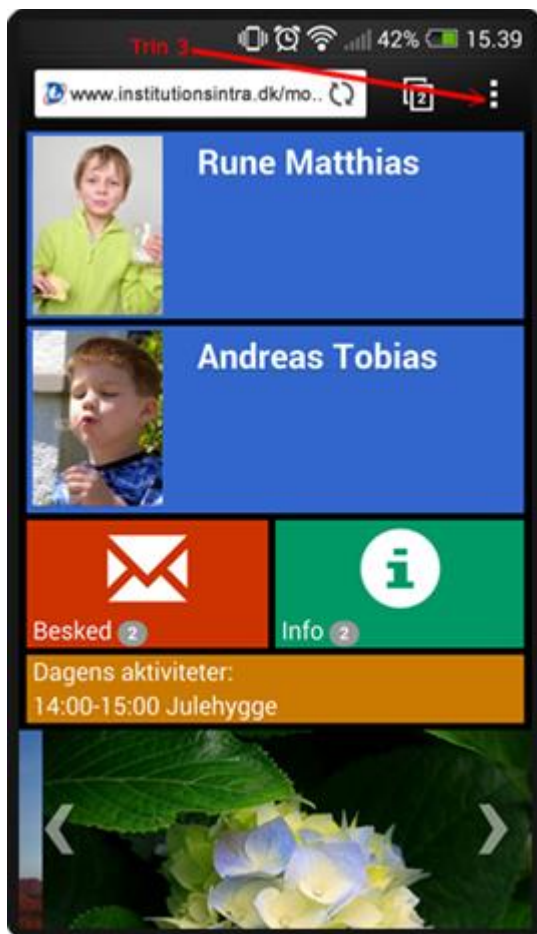 42% 15.39
Trin 3
www.institutionsintra.dk/mo.. 2
Rune Matthias
Andreas Tobias
Besked 2
Info 2
Dagens aktiviteter:
14:00-15:00 Julehygge